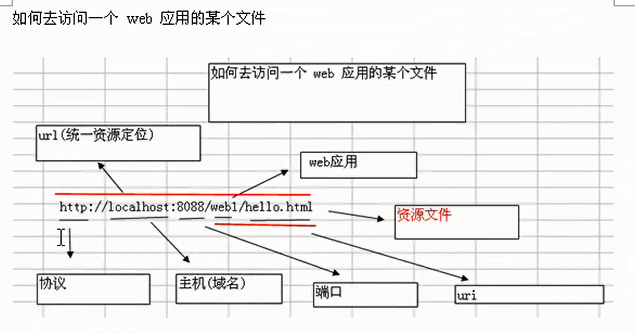 如何去访问一个 web 应用的某个文件
如何去访问一个 web 应用的某个文件
url(统一资源定位)
web应用
http://localhost:8088/web1/hello.html
资源文件
协议
主机(域名)
端口
uri